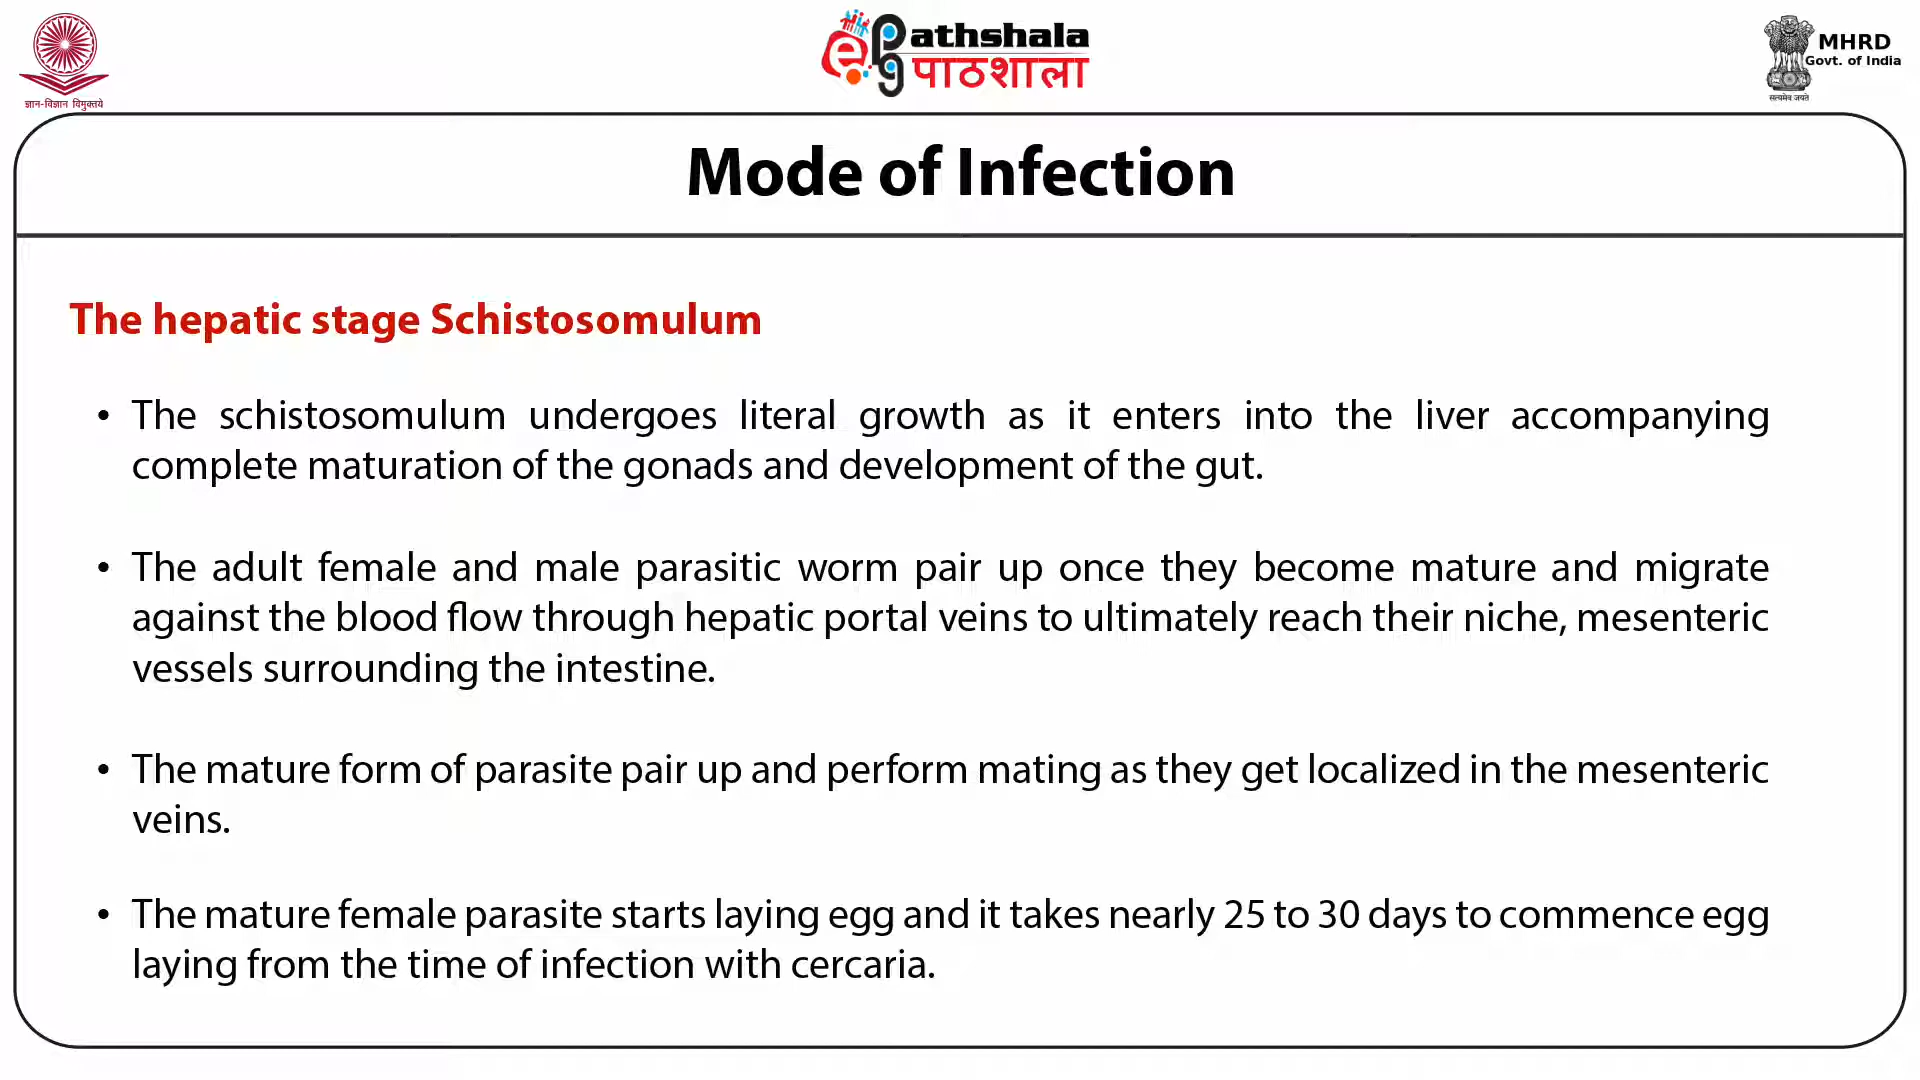 ज्ञान-विज्ञान विमुक्तये
ePathshala
पाठशाला
MHRD
Govt. of India
सत्यमेव जयते
Mode of Infection
The hepatic stage Schistosomulum
• The schistosomulum undergoes literal growth as it enters into the liver accompanying
complete maturation of the gonads and development of the gut.
• The adult female and male parasitic worm pair up once they become mature and migrate
against the blood flow through hepatic portal veins to ultimately reach their niche, mesenteric
vessels surrounding the intestine.
• The mature form of parasite pair up and perform mating as they get localized in the mesenteric
veins.
• The mature female parasite starts laying egg and it takes nearly 25 to 30 days to commence egg
laying from the time of infection with cercaria.